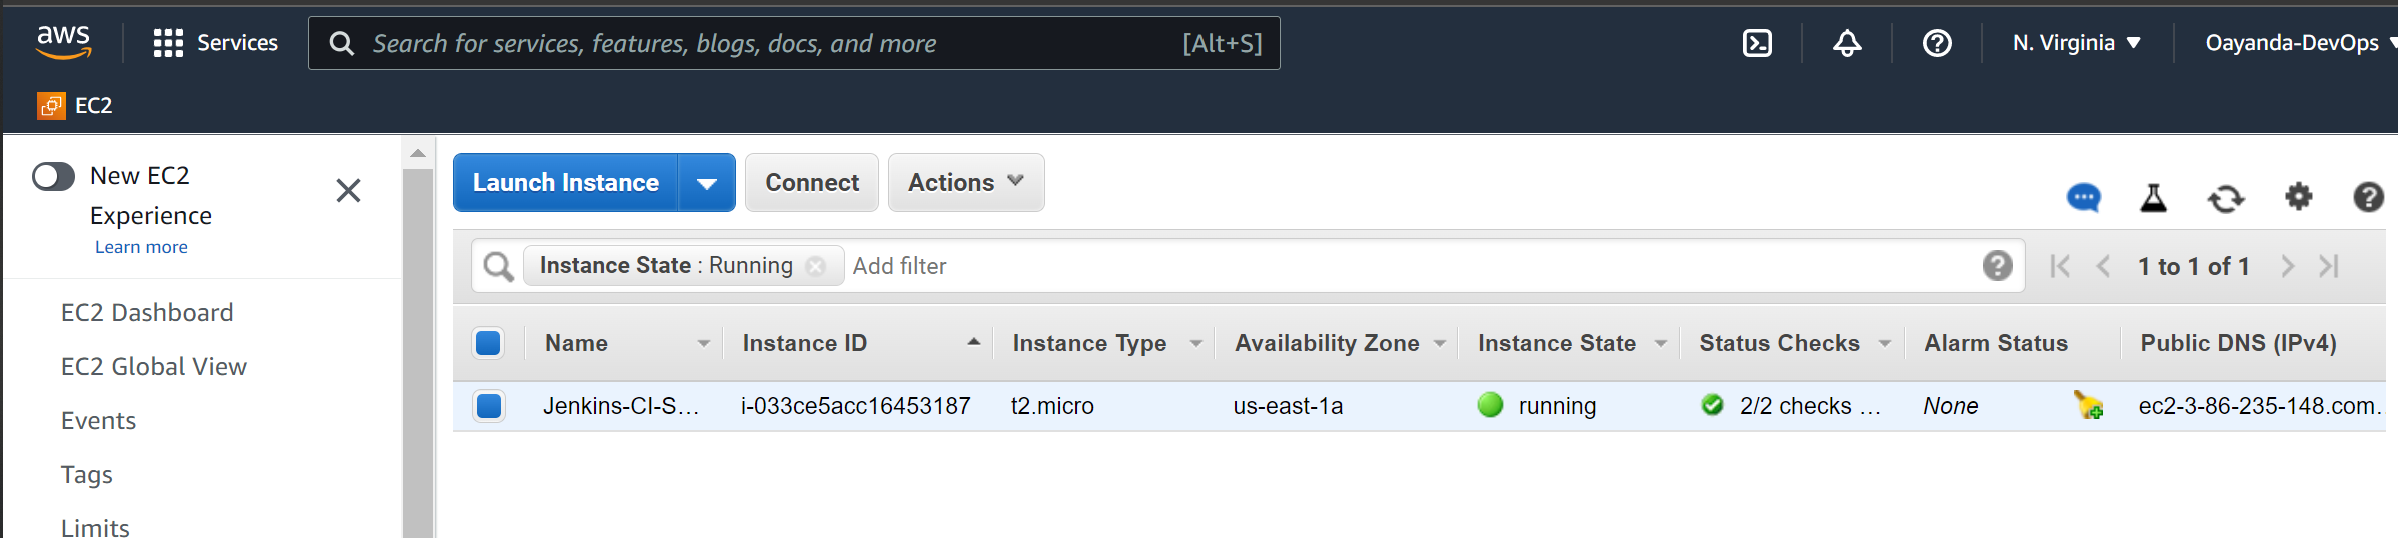 aws Services Search for services, features, blogs, docs, and more [Alt+S] N. Virginia Oayanda-DevOps
EC2
New EC2
Experience
Learn more
EC2 Dashboard
EC2 Global View
Events
Tags
Limits
Launch Instance Connect Actions
Instance State : Running Add filter 1 to 1 of 1
Name Instance ID Instance Type Availability Zone Instance State Status Checks Alarm Status Public DNS (IPv4)
Jenkins-CI-S... i-033ce5acc16453187 t2.micro us-east-1a running 2/2 checks ... None ec2-3-86-235-148.com...